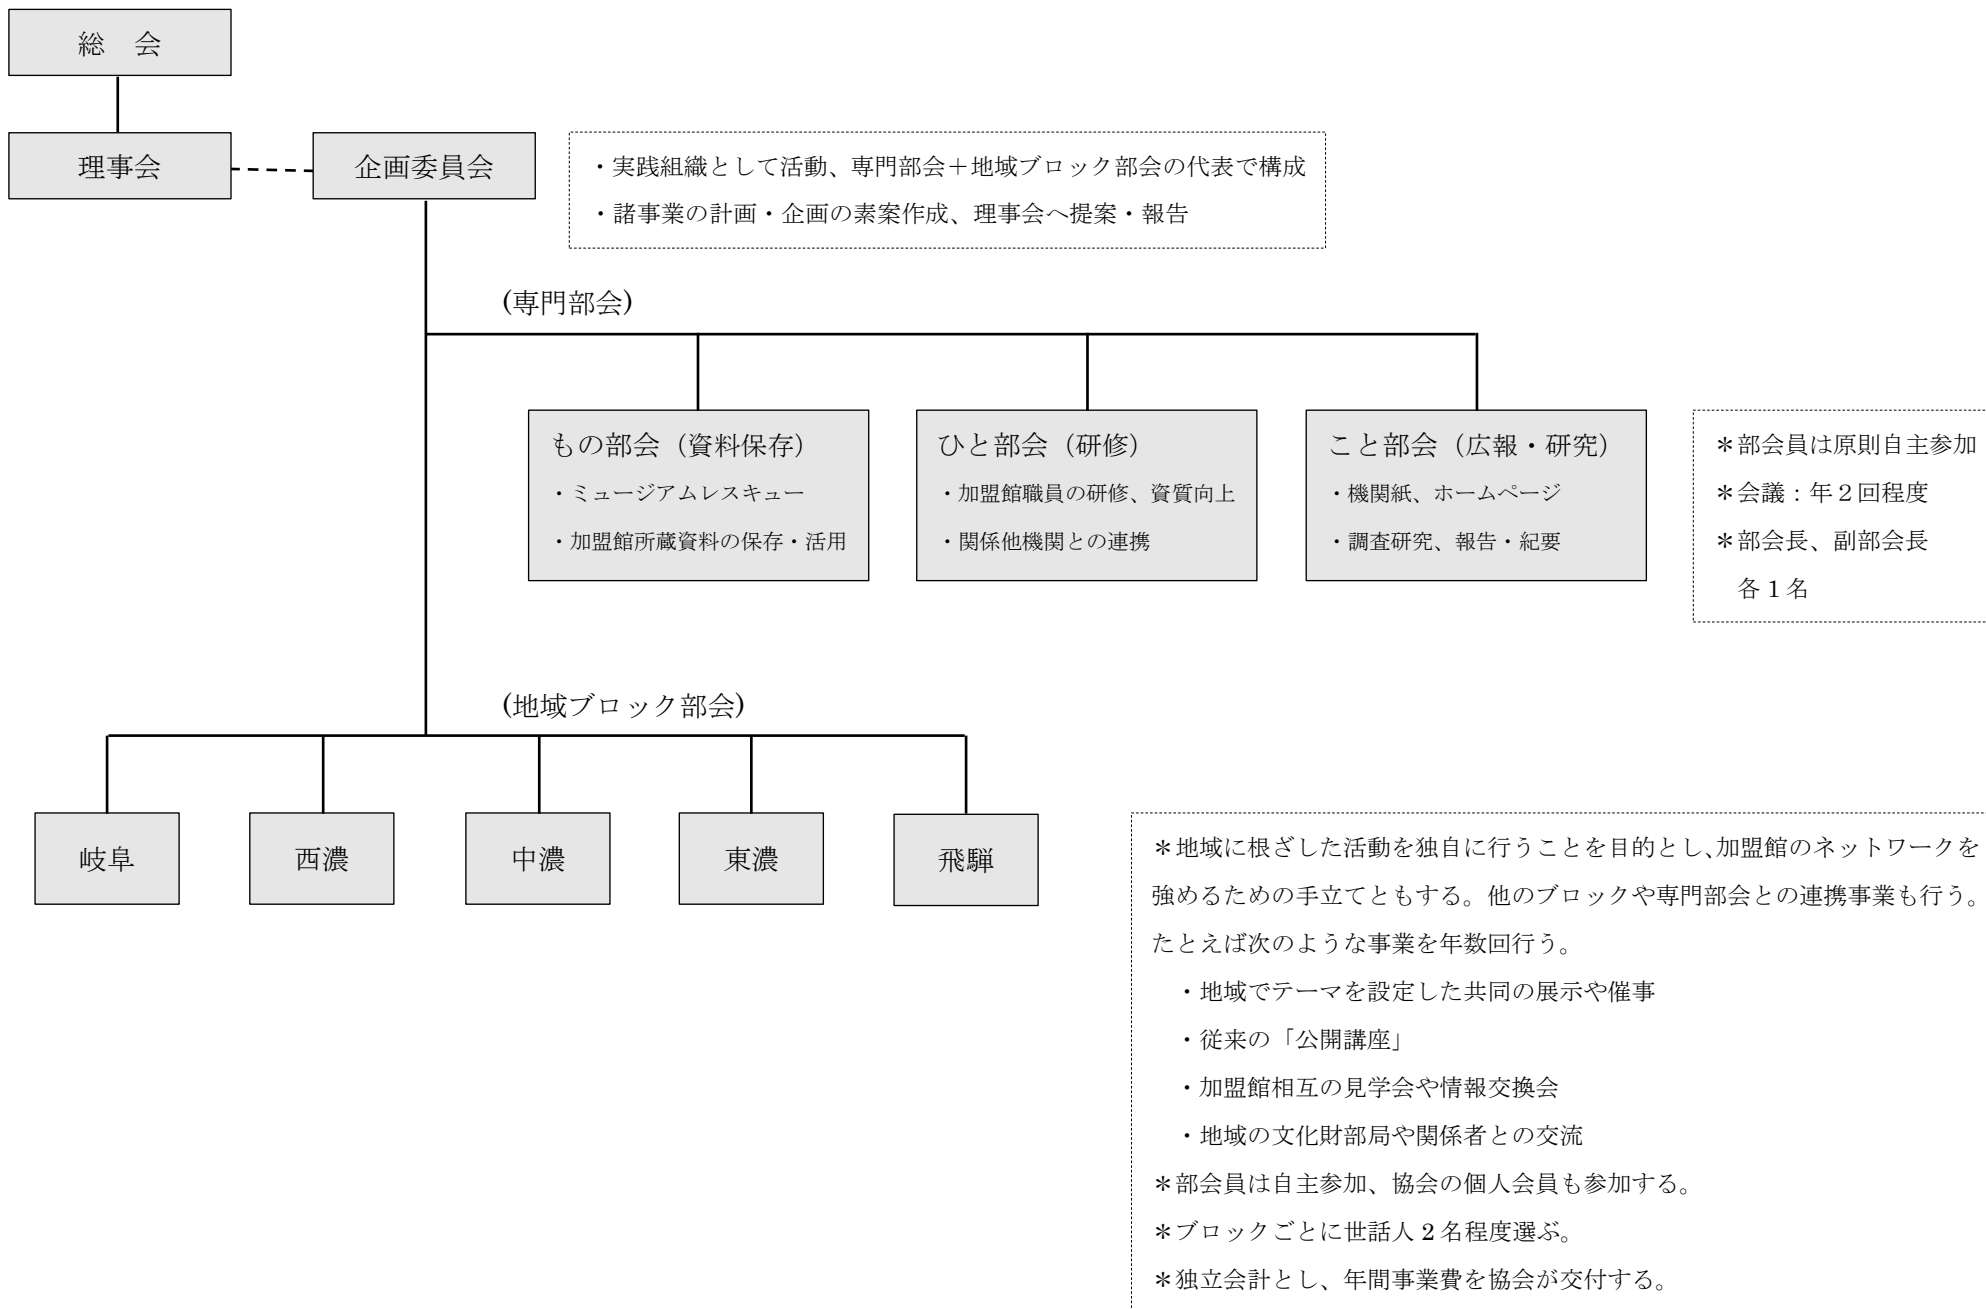 総　会
理事会
企画委員会
・実践組織として活動、専門部会＋地域ブロック部会の代表で構成
・諸事業の計画・企画の素案作成、理事会へ提案・報告
(専門部会)
もの部会（資料保存）
・ミュージアムレスキュー
・加盟館所蔵資料の保存・活用
ひと部会（研修）
・加盟館職員の研修、資質向上
・関係他機関との連携
こと部会（広報・研究）
・機関紙、ホームページ
・調査研究、報告・紀要
＊部会員は原則自主参加
＊会議：年２回程度
＊部会長、副部会長
各１名
(地域ブロック部会)
岐阜
西濃
中濃
東濃
飛騨
＊地域に根ざした活動を独自に行うことを目的とし、加盟館のネットワークを
強めるための手立てともする。他のブロックや専門部会との連携事業も行う。
たとえば次のような事業を年数回行う。
・地域でテーマを設定した共同の展示や催事
・従来の「公開講座」
・加盟館相互の見学会や情報交換会
・地域の文化財部局や関係者との交流
＊部会員は自主参加、協会の個人会員も参加する。
＊ブロックごとに世話人 2 名程度選ぶ。
＊独立会計とし、年間事業費を協会が交付する。